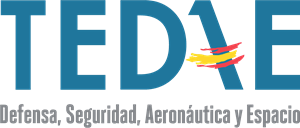 TEDAE
Defensa, Seguridad, Aeronáutica y Espacio